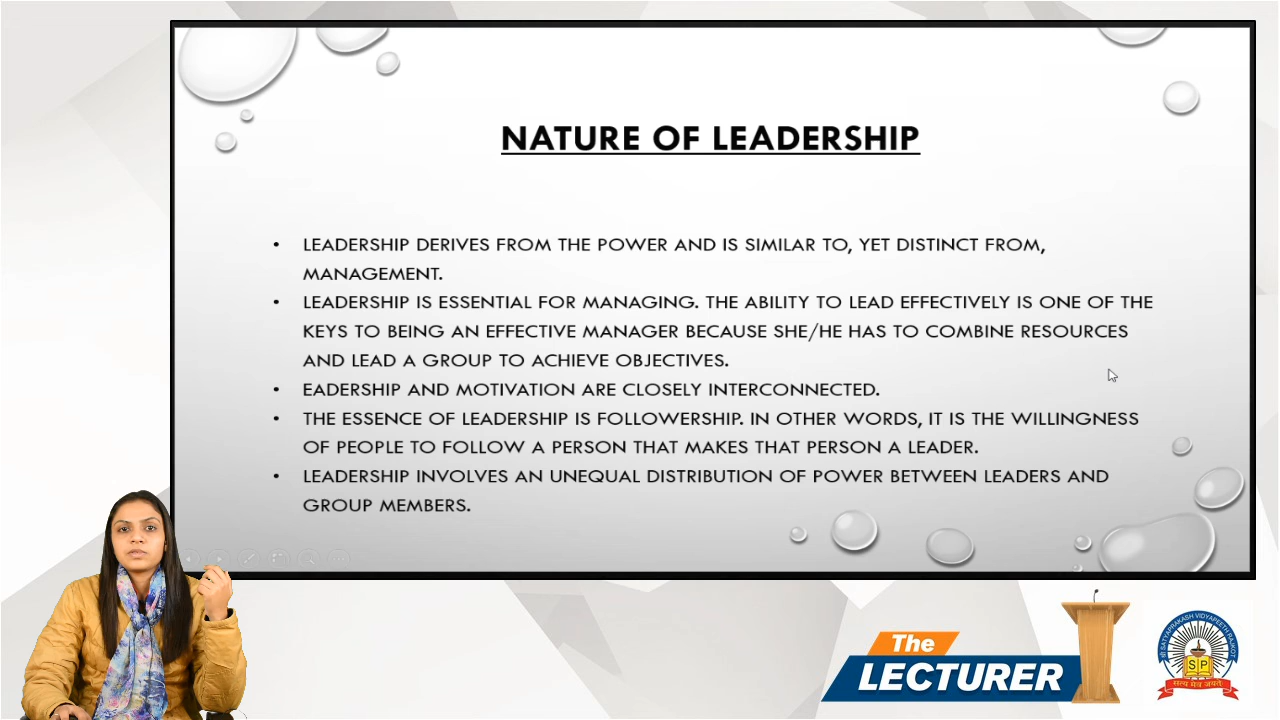 NATURE OF LEADERSHIP
• LEADERSHIP DERIVES FROM THE POWER AND IS SIMILAR TO, YET DISTINCT FROM,
MANAGEMENT.
• LEADERSHIP IS ESSENTIAL FOR MANAGING. THE ABILITY TO LEAD EFFECTIVELY IS ONE OF THE
KEYS TO BEING AN EFFECTIVE MANAGER BECAUSE SHE/HE HAS TO COMBINE RESOURCES
AND LEAD A GROUP TO ACHIEVE OBJECTIVES.
• EADERSHIP AND MOTIVATION ARE CLOSELY INTERCONNECTED.
• THE ESSENCE OF LEADERSHIP IS FOLLOWERSHIP. IN OTHER WORDS, IT IS THE WILLINGNESS
OF PEOPLE TO FOLLOW A PERSON THAT MAKES THAT PERSON A LEADER.
• LEADERSHIP INVOLVES AN UNEQUAL DISTRIBUTION OF POWER BETWEEN LEADERS AND
GROUP MEMBERS.
The
LECTURER
SATYAPRAKASH VIDYAPEETH
S P
सत्य मेव जयते